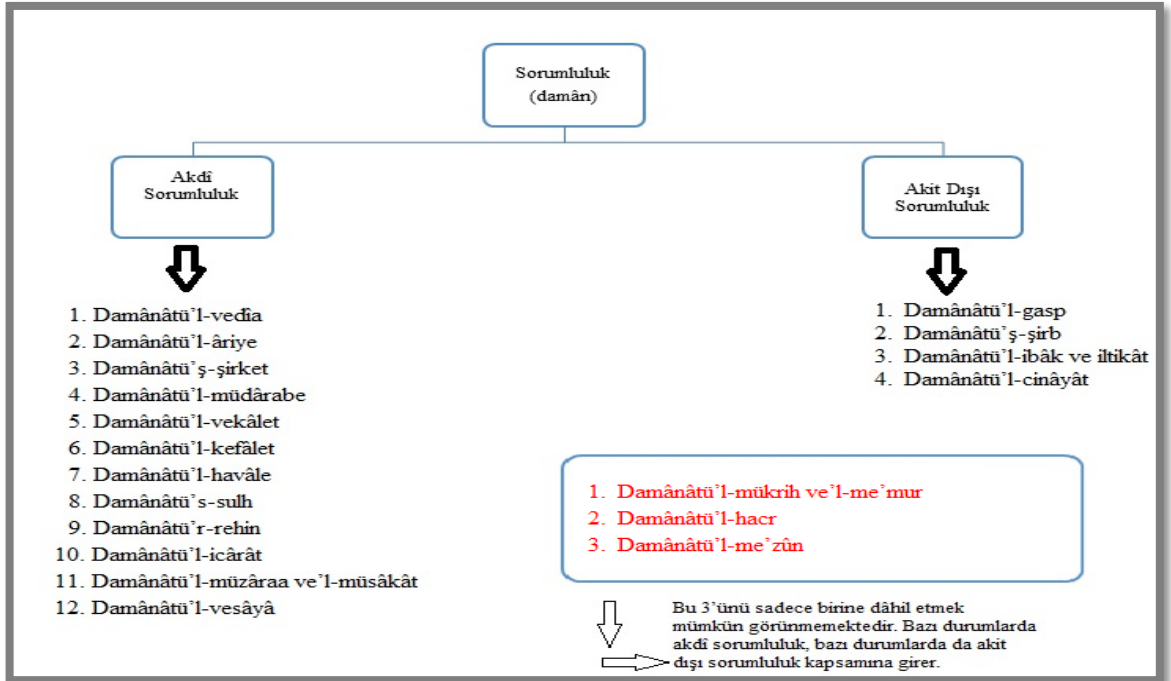 Sorumluluk
(damân)
Akdî
Sorumluluk
Akit Dışı
Sorumluluk
1. Damânâtü’l-vedîa
2. Damânâtü’l-âriye
3. Damânâtü’ş-şirket
4. Damânâtü’l-müdârabe
5. Damânâtü’l-vekâlet
6. Damânâtü’l-kefâlet
7. Damânâtü’l-havâle
8. Damânâtü’s-sulh
9. Damânâtü’r-rehin
10. Damânâtü’l-icârât
11. Damânâtü’l-müzâraa ve’l-müsâkât
12. Damânâtü’l-vesâyâ
1. Damânâtü’l-gasp
2. Damânâtü’ş-şirb
3. Damânâtü’l-ibâk ve iltikât
4. Damânâtü’l-cinâyât
1. Damânâtü’l-mükrih ve’l-me’mur
2. Damânâtü’l-hacr
3. Damânâtü’l-me’zûn
Bu 3’ünü sadece birine dâhil etmek
mümkün görünmemektedir. Bazı durumlarda
akdî sorumluluk, bazı durumlarda da akit
dışı sorumluluk kapsamına girer.